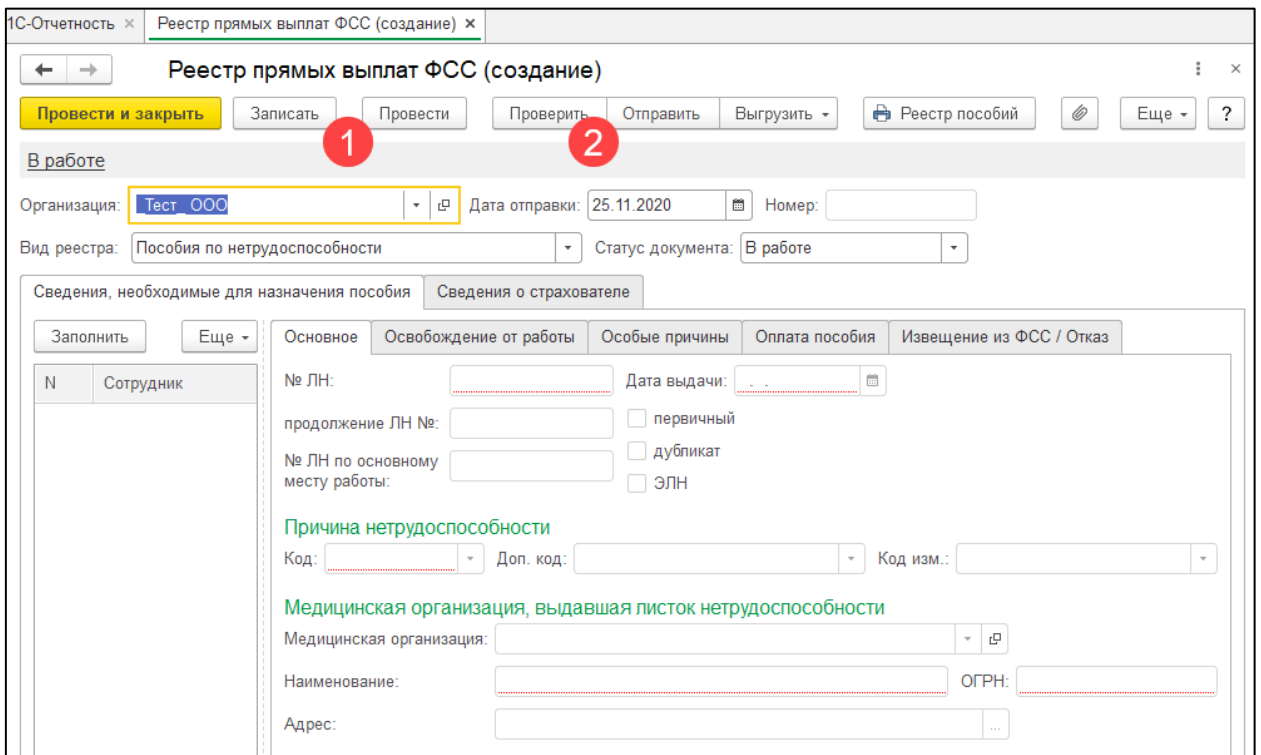 1С-Отчетность × Реестр прямых выплат ФСС (создание) ×
Реестр прямых выплат ФСС (создание)
Провести и закрыть Записать Провести Проверить Отправить Выгрузить Реестр пособий Еще ?
1 2
В работе
Организация: Тест_ ООО Дата отправки: 25.11.2020 Номер:
Вид реестра: Пособия по нетрудоспособности Статус документа: В работе
Сведения, необходимые для назначения пособия Сведения о страхователе
Заполнить Еще Основное Освобождение от работы Особые причины Оплата пособия Извещение из ФСС / Отказ
N Сотрудник № ЛН: Дата выдачи: . .
продолжение ЛН №: первичный
дубликат
№ ЛН по основному
месту работы: ЭЛН
Причина нетрудоспособности
Код: Доп. код: Код изм.:
Медицинская организация, выдавшая листок нетрудоспособности
Медицинская организация:
Наименование: ОГРН:
Адрес: ...